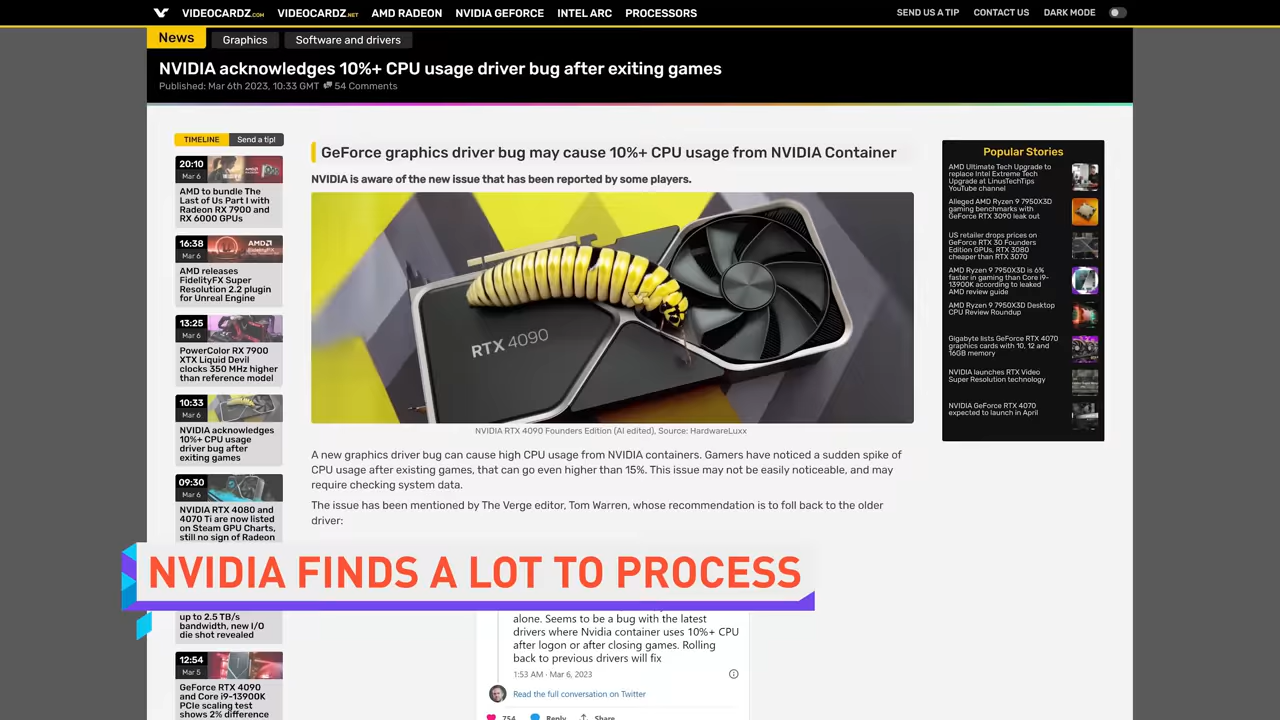 VIDEOCARDZ.COM VIDEOCARDZ.NET AMD RADEON NVIDIA GEFORCE INTEL ARC PROCESSORS SEND US A TIP CONTACT US DARK MODE
News Graphics Software and drivers
NVIDIA acknowledges 10%+ CPU usage driver bug after exiting games
Published: Mar 6th 2023, 10:33 GMT 54 Comments
TIMELINE Send a tip!
20:10
Mar 6
AMD to bundle The
Last of Us Part I with
Radeon RX 7900 and
RX 6000 GPUs
16:38
Mar 6
AMD
AMD releases
FidelityFX Super
Resolution 2.2 plugin
for Unreal Engine
13:25
Mar 6
PowerColor RX 7900
XTX Liquid Devil
clocks 350 MHz higher
than reference model
10:33
Mar 6
NVIDIA acknowledges
10%+ CPU usage
driver bug after
exiting games
09:30
Mar 6
NVIDIA RTX 4080 and
4070 Ti are now listed
on Steam GPU Charts,
still no sign of Radeon
up to 2.5 TB/s
bandwidth, new I/O
die shot revealed
12:54
Mar 5
GeForce RTX 4090
and Core i9-13900K
PCIe scaling test
shows 2% difference
GeForce graphics driver bug may cause 10%+ CPU usage from NVIDIA Container
NVIDIA is aware of the new issue that has been reported by some players.
RTX 4090
NVIDIA RTX 4090 Founders Edition (AI edited), Source: HardwareLuxx
A new graphics driver bug can cause high CPU usage from NVIDIA containers. Gamers have noticed a sudden spike of
CPU usage after existing games, that can go even higher than 15%. This issue may not be easily noticeable, and may
require checking system data.
The issue has been mentioned by The Verge editor, Tom Warren, whose recommendation is to foll back to the older
driver:
NVIDIA FINDS A LOT TO PROCESS
alone. Seems to be a bug with the latest
drivers where Nvidia container uses 10%+ CPU
after logon or after closing games. Rolling
back to previous drivers will fix
1:53 AM · Mar 6, 2023
Read the full conversation on Twitter
754 Reply Share
Popular Stories
AMD Ultimate Tech Upgrade to
replace Intel Extreme Tech
Upgrade at LinusTechTips
YouTube channel
Alleged AMD Ryzen 9 7950X3D
gaming benchmarks with
GeForce RTX 3090 leak out
US retailer drops prices on
GeForce RTX 30 Founders
Edition GPUs, RTX 3080
cheaper than RTX 3070
AMD Ryzen 9 7950X3D is 6%
faster in gaming than Core i9-
13900K according to leaked
AMD review guide
AMD Ryzen 9 7950X3D Desktop
CPU Review Roundup
Gigabyte lists GeForce RTX 4070
graphics cards with 10, 12 and
16GB memory
NVIDIA launches RTX Video
Super Resolution technology
NVIDIA GeForce RTX 4070
expected to launch in April